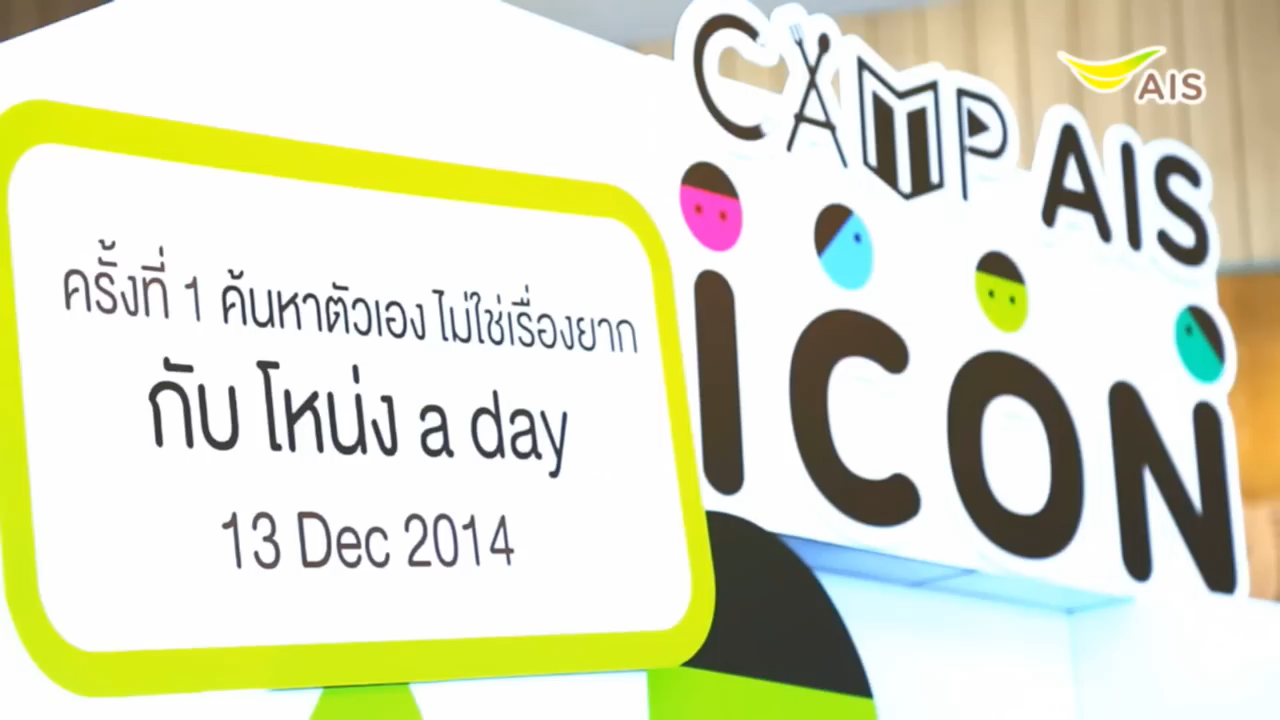 ครั้งที่ 1 ค้นหาตัวเอง ไม่ใช่เรื่องยาก
กับ โหน่ง a day
13 Dec 2014
CAMP AIS
ICON
AIS